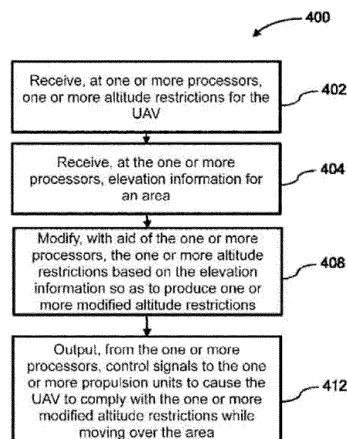 400
Receive, at one or more processors,
one or more altitude restrictions for the
UAV
402
Receive, at the one or more
processors, elevation information for
an area
404
Modify, with aid of the one or more
processors, the one or more altitude
restrictions based on the elevation
information so as to produce one or
more modified altitude restrictions
408
Output, from the one or more
processors, control signals to the one
or more propulsion units to cause the
UAV to comply with the one or more
modified altitude restrictions while
moving over the area
412